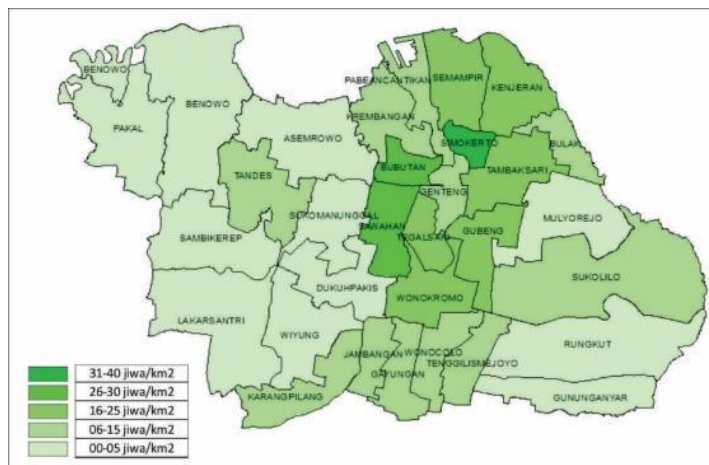 BENOWO
PAKAL
BENOWO
ASEMROWO
TANDES
SUKOMANUNGGAL
SAMBIKEREP
LAKARSANTRI
WIYUNG
DUKUHPAKIS
KARANGPILANG
JAMBANGAN
GAYUNGAN
WONOCOLO
TENGGILISMEJOYO
WONOKROMO
SAWAHAN
TEGALSARI
GENTENG
BUBUTAN
KREMBANGAN
PABEANCANTIKAN
SEMAMPIR
KENJERAN
SIMOKERTO
BULAK
TAMBAKSARI
GUBENG
MULYOREJO
SUKOLILO
RUNGKUT
GUNUNGANYAR
31-40 jiwa/km2
26-30 jiwa/km2
16-25 jiwa/km2
06-15 jiwa/km2
00-05 jiwa/km2